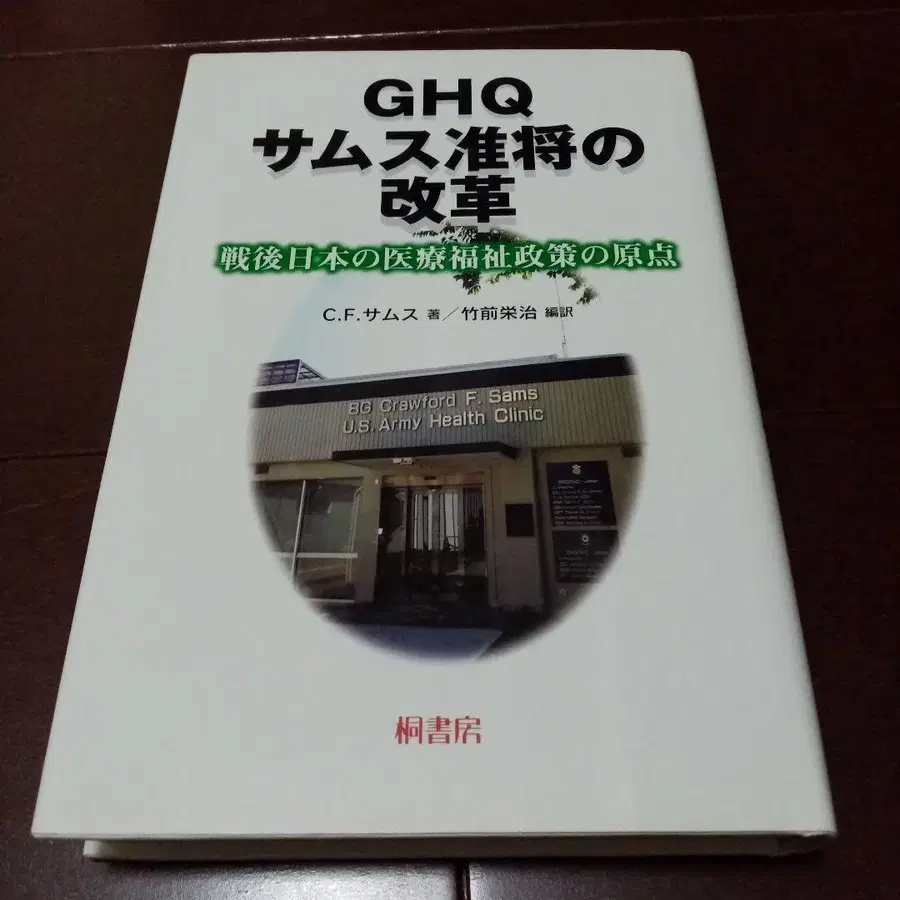 GHQ
サムス准将の
改革
戦後日本の医療福祉政策の原点
C.F.サムス 著／竹前栄治 編訳
BG Crawford F. Sams
U.S. Army Health Clinic
桐書房